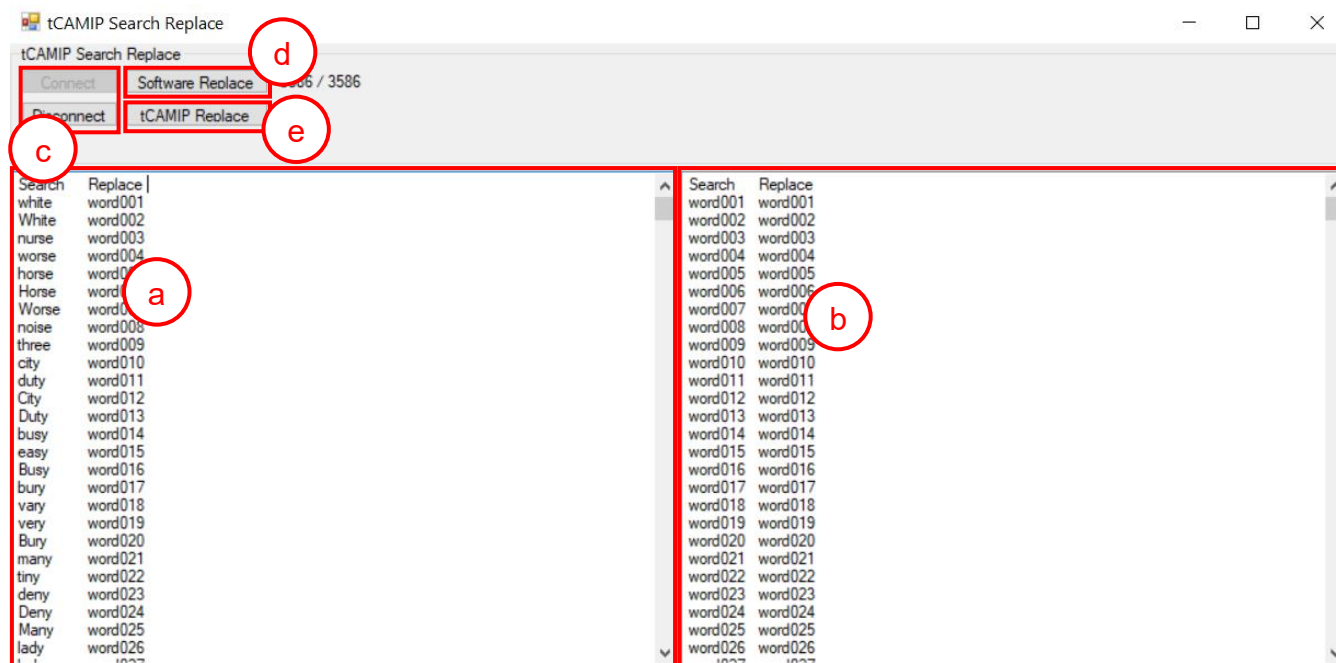 tCAMIP Search Replace
tCAMIP Search Replace
d
Connect Software Replace / 3586
Disconnect tCAMIP Replace
e
c
Search Replace
white word001
White word002
nurse word003
worse word004
horse
Horse
Worse
noise word008
three word009
city word010
duty word011
City word012
Duty word013
busy word014
easy word015
Busy word016
bury word017
vary word018
very word019
Bury word020
many word021
tiny word022
deny word023
Deny word024
Many word025
lady word026
a
Search Replace
word001 word001
word002 word002
word003 word003
word004 word004
word005 word005
word006 word006
word007
word008
word009 word009
word010 word010
word011 word011
word012 word012
word013 word013
word014 word014
word015 word015
word016 word016
word017 word017
word018 word018
word019 word019
word020 word020
word021 word021
word022 word022
word023 word023
word024 word024
word025 word025
word026 word026
b